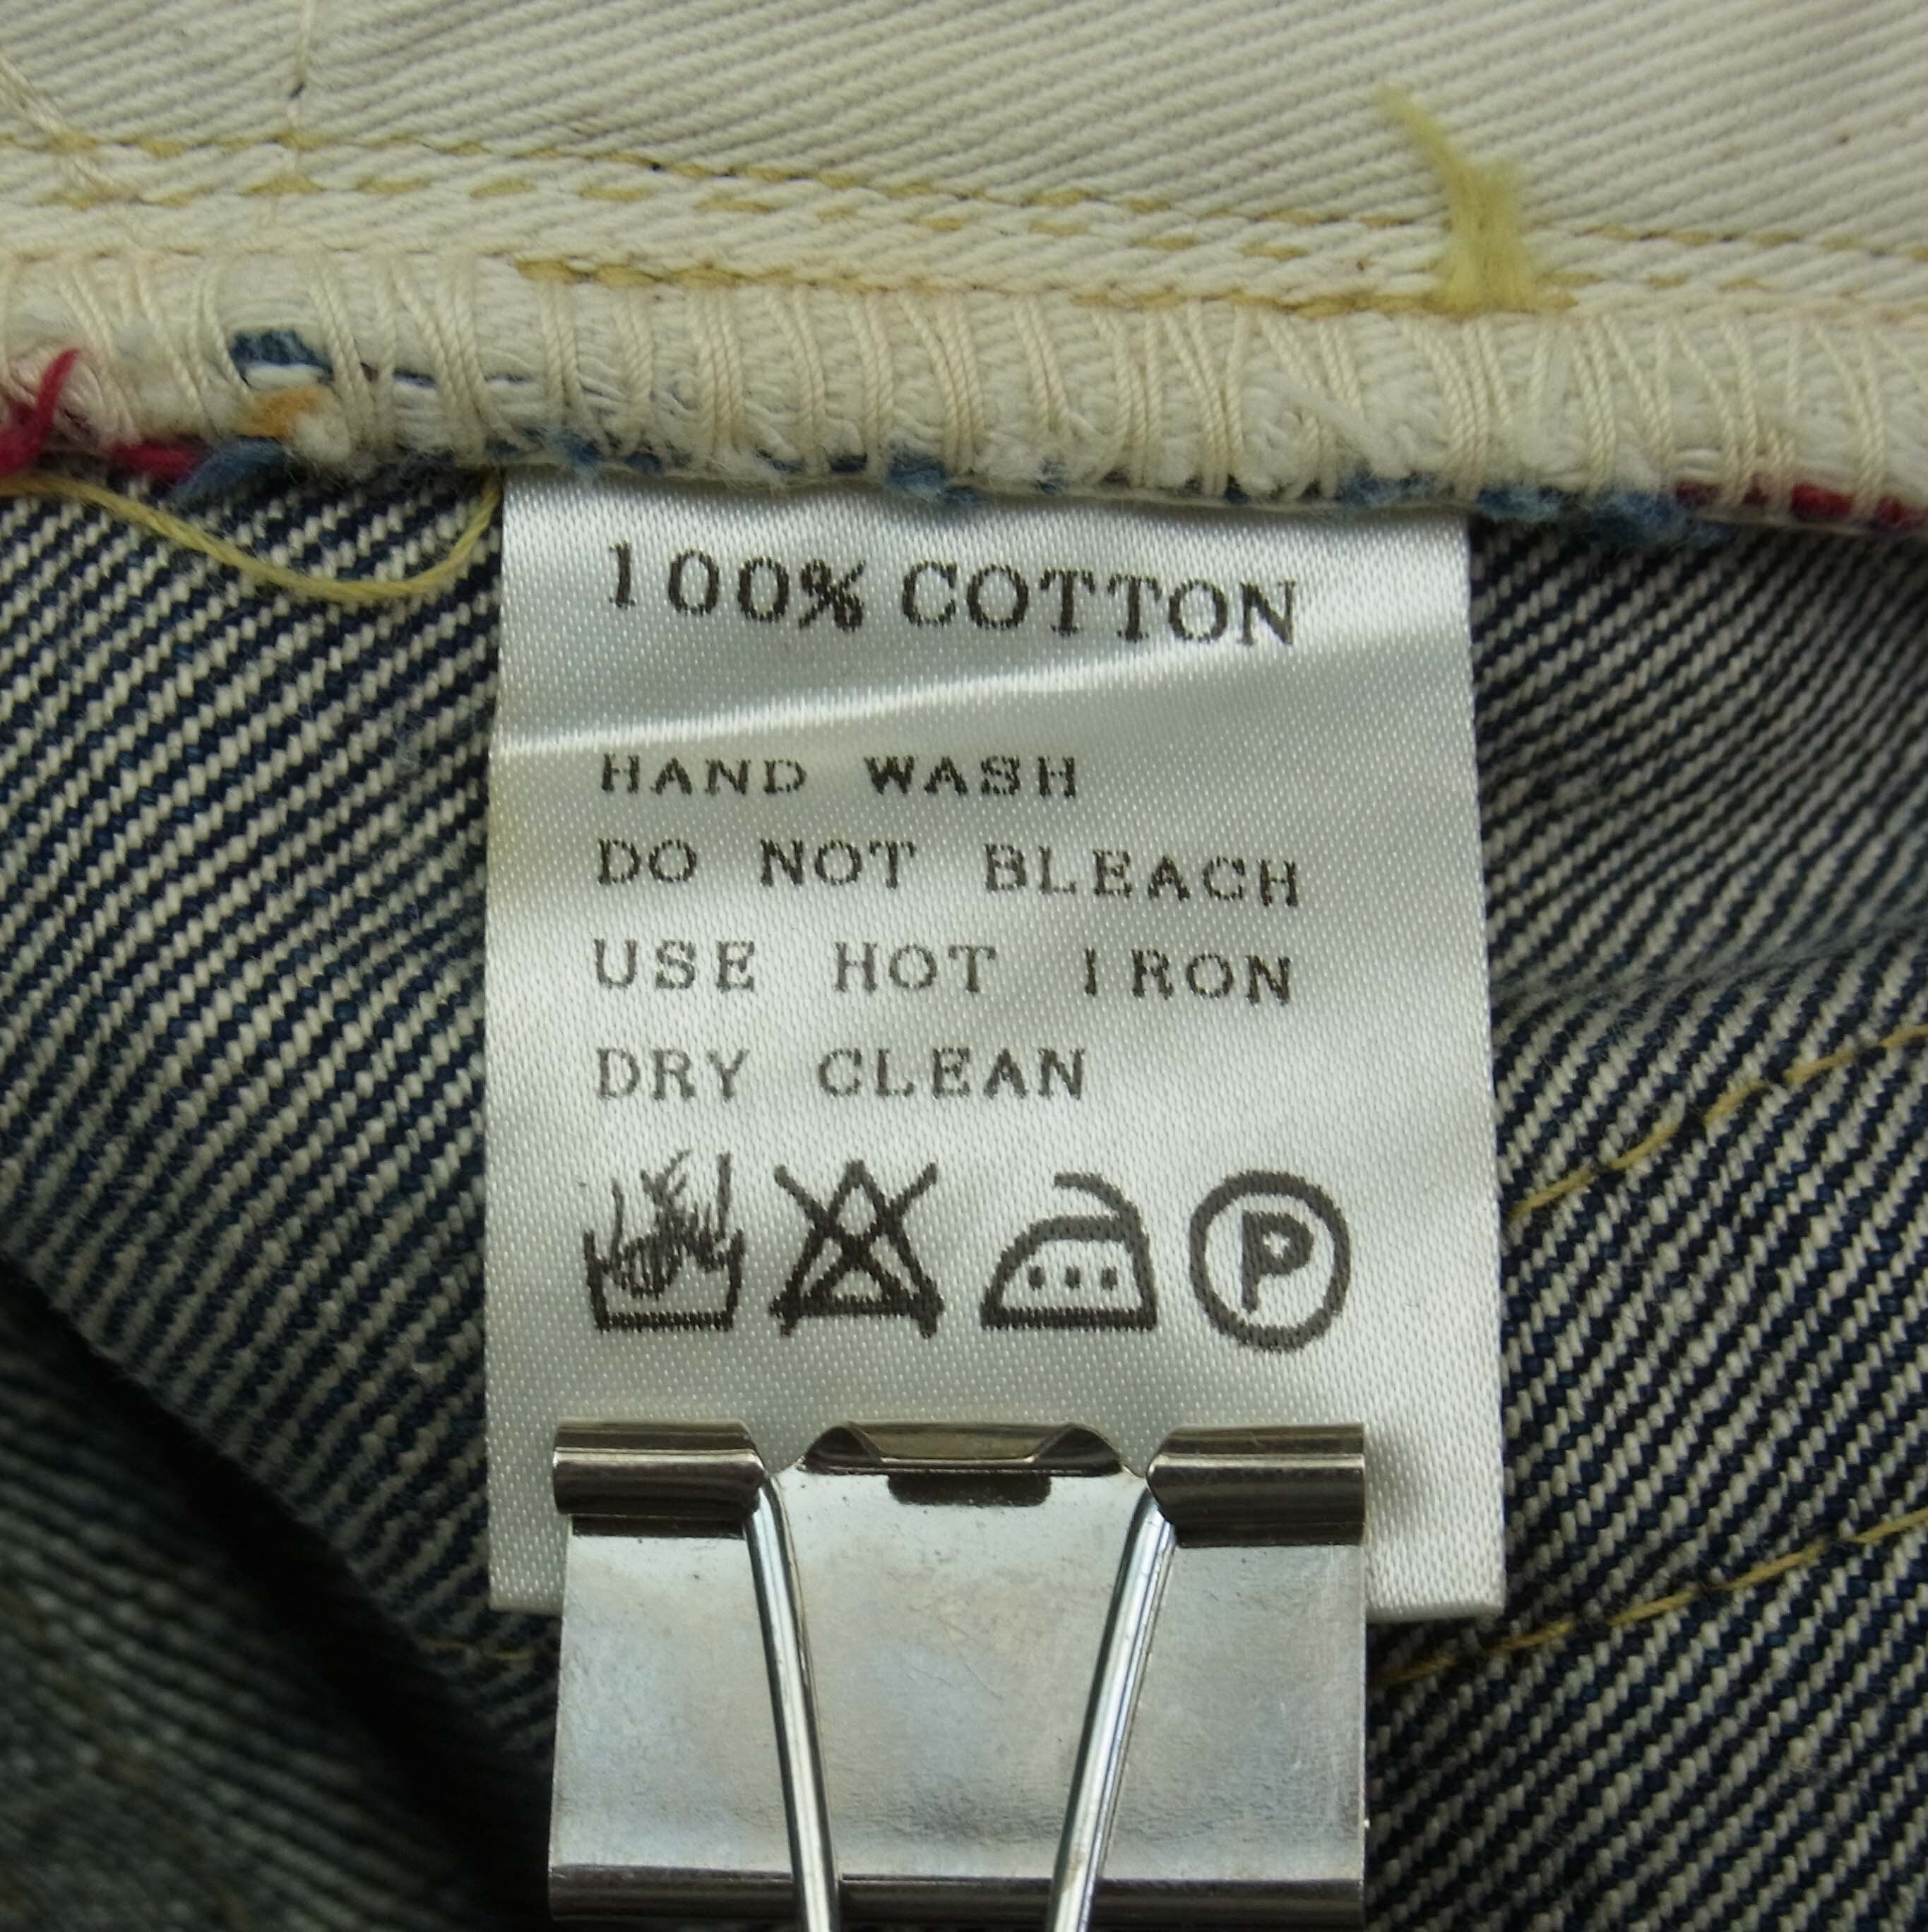 100% COTTON
HAND WASH
DO NOT BLEACH
USE HOT IRON
DRY CLEAN
P